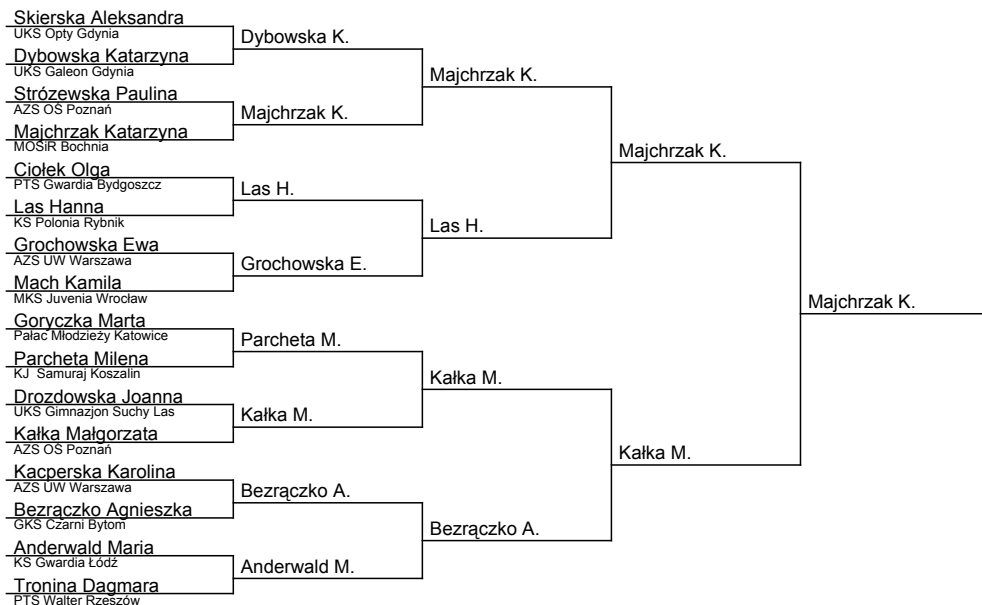 Skierska Aleksandra
UKS Opty Gdynia
Dybowska K.
Dybowska Katarzyna
UKS Galeon Gdynia
Majchrzak K.
Strózewska Paulina
AZS OŚ Poznań
Majchrzak K.
Majchrzak Katarzyna
MOSiR Bochnia
Majchrzak K.
Ciołek Olga
PTS Gwardia Bydgoszcz
Las H.
Las Hanna
KS Polonia Rybnik
Las H.
Grochowska Ewa
AZS UW Warszawa
Grochowska E.
Mach Kamila
MKS Juvenia Wrocław
Majchrzak K.
Goryczka Marta
Pałac Młodzieży Katowice
Parcheta M.
Parcheta Milena
KJ Samuraj Koszalin
Kałka M.
Drozdowska Joanna
UKS Gimnazjon Suchy Las
Kałka M.
Kałka Małgorzata
AZS OŚ Poznań
Kałka M.
Kacperska Karolina
AZS UW Warszawa
Bezrączko A.
Bezrączko Agnieszka
GKS Czarni Bytom
Bezrączko A.
Anderwald Maria
KS Gwardia Łódź
Anderwald M.
Tronina Dagmara
PTS Walter Rzeszów